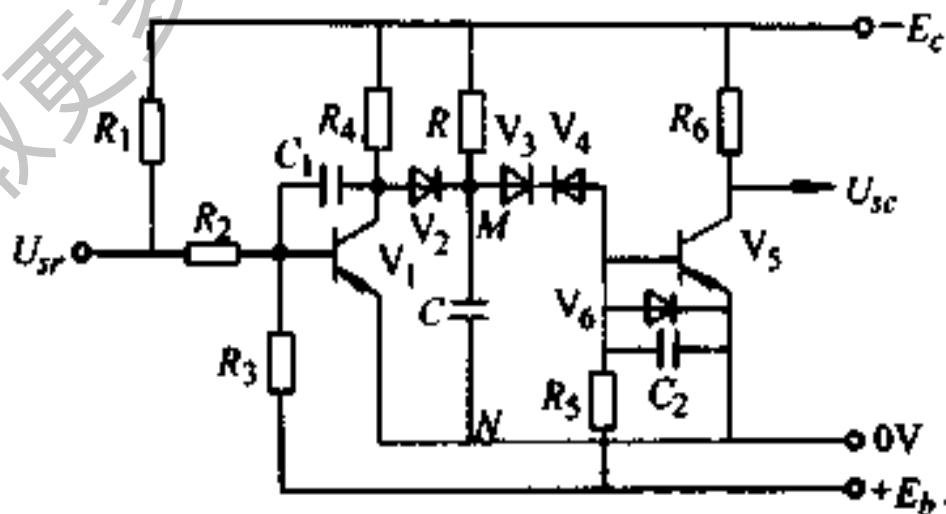 −E_c
R_1
R_4
R
V_3
V_4
R_6
C_1
U_sc
R_2
V_2
M
U_sr
V_1
V_5
C
V_6
R_3
R_5
C_2
N
0V
+E_b